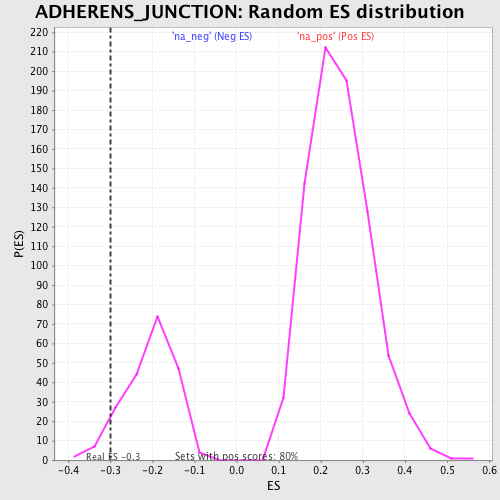 ADHERENS_JUNCTION: Random ES distribution
'na_neg' (Neg ES)
'na_pos' (Pos ES)
P(ES)
220
210
200
190
180
170
160
150
140
130
120
110
100
90
80
70
60
50
40
30
20
10
0
Real ES -0.3
Sets with pos scores: 80%
-0.4 -0.3 -0.2 -0.1 0.0 0.1 0.2 0.3 0.4 0.5 0.6
ES